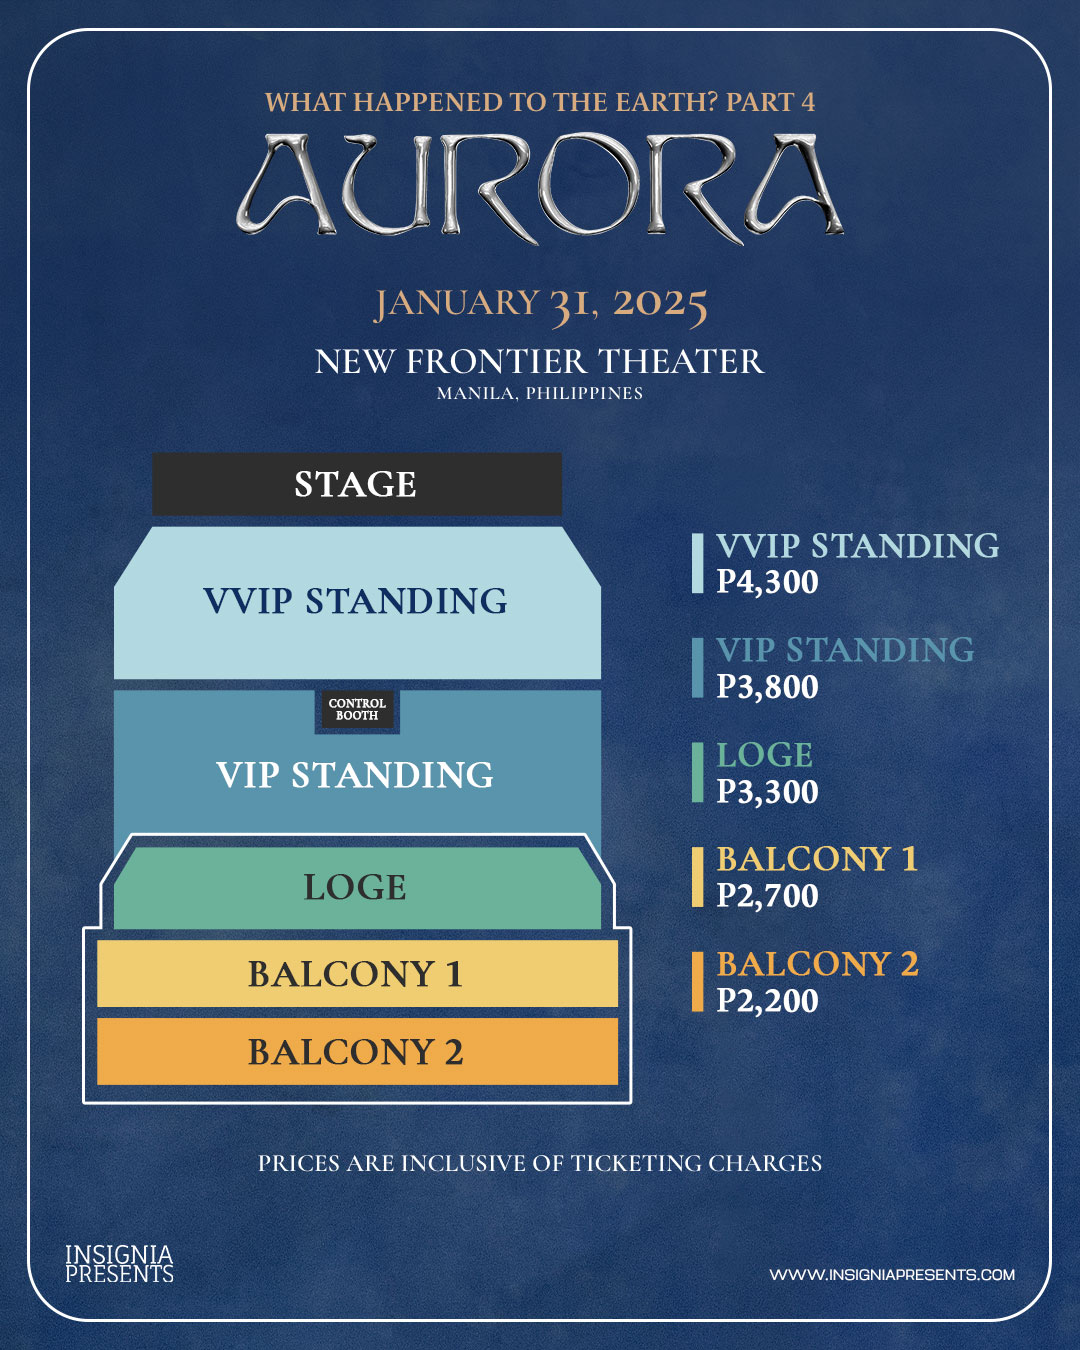 WHAT HAPPENED TO THE EARTH? PART 4
AURORA
JANUARY 31, 2025
NEW FRONTIER THEATER
MANILA, PHILIPPINES
STAGE
VVIP STANDING
CONTROL
BOOTH
VIP STANDING
LOGE
BALCONY 1
BALCONY 2
VVIP STANDING
P4,300
VIP STANDING
P3,800
LOGE
P3,300
BALCONY 1
P2,700
BALCONY 2
P2,200
PRICES ARE INCLUSIVE OF TICKETING CHARGES
INSIGNIA
PRESENTS
WWW.INSIGNIAPRESENTS.COM